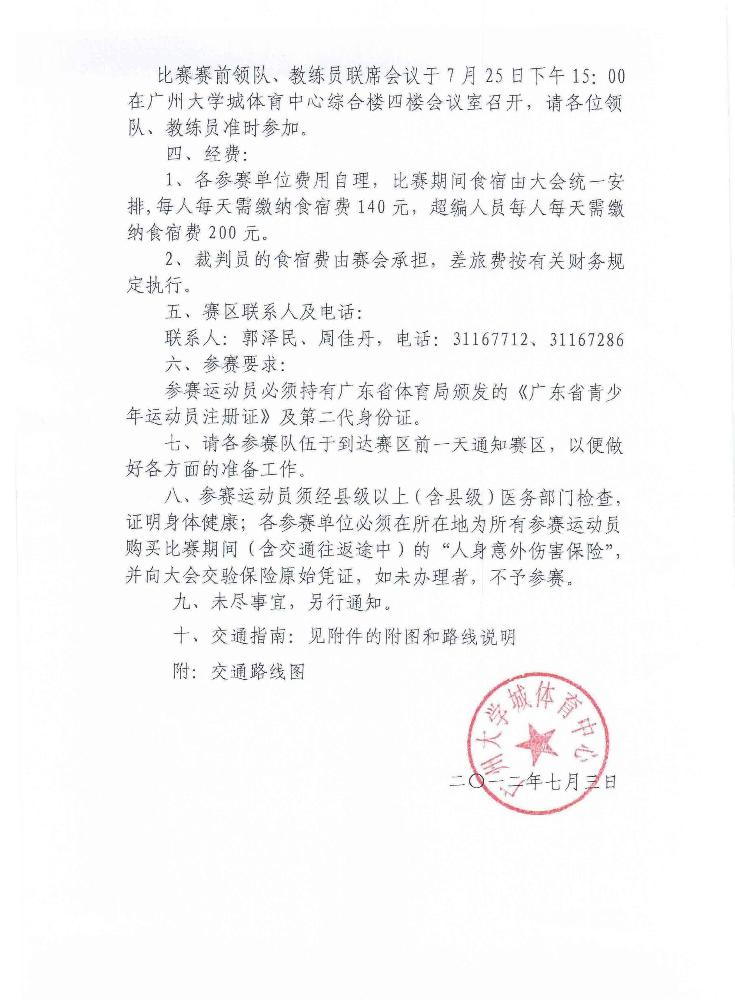 比赛赛前领队、教练员联席会议于 7 月 25 日下午 15：00
在广州大学城体育中心综合楼四楼会议室召开，请各位领
队、教练员准时参加。
四、经费：
1、各参赛单位费用自理，比赛期间食宿由大会统一安
排,每人每天需缴纳食宿费 140 元，超编人员每人每天需缴
纳食宿费 200 元。
2、裁判员的食宿费由赛会承担，差旅费按有关财务规
定执行。
五、赛区联系人及电话：
联系人：郭泽民、周佳丹，电话：31167712、31167286
六、参赛要求：
参赛运动员必须持有广东省体育局颁发的《广东省青少
年运动员注册证》及第二代身份证。
七、请各参赛队伍于到达赛区前一天通知赛区，以便做
好各方面的准备工作。
八、参赛运动员须经县级以上（含县级）医务部门检查，
证明身体健康；各参赛单位必须在所在地为所有参赛运动员
购买比赛期间（含交通往返途中）的“人身意外伤害保险”，
并向大会交验保险原始凭证，如未办理者，不予参赛。
九、未尽事宜，另行通知。
十、交通指南：见附件的附图和路线说明
附：交通路线图
广州大学城体育中心
二〇一二年七月三日